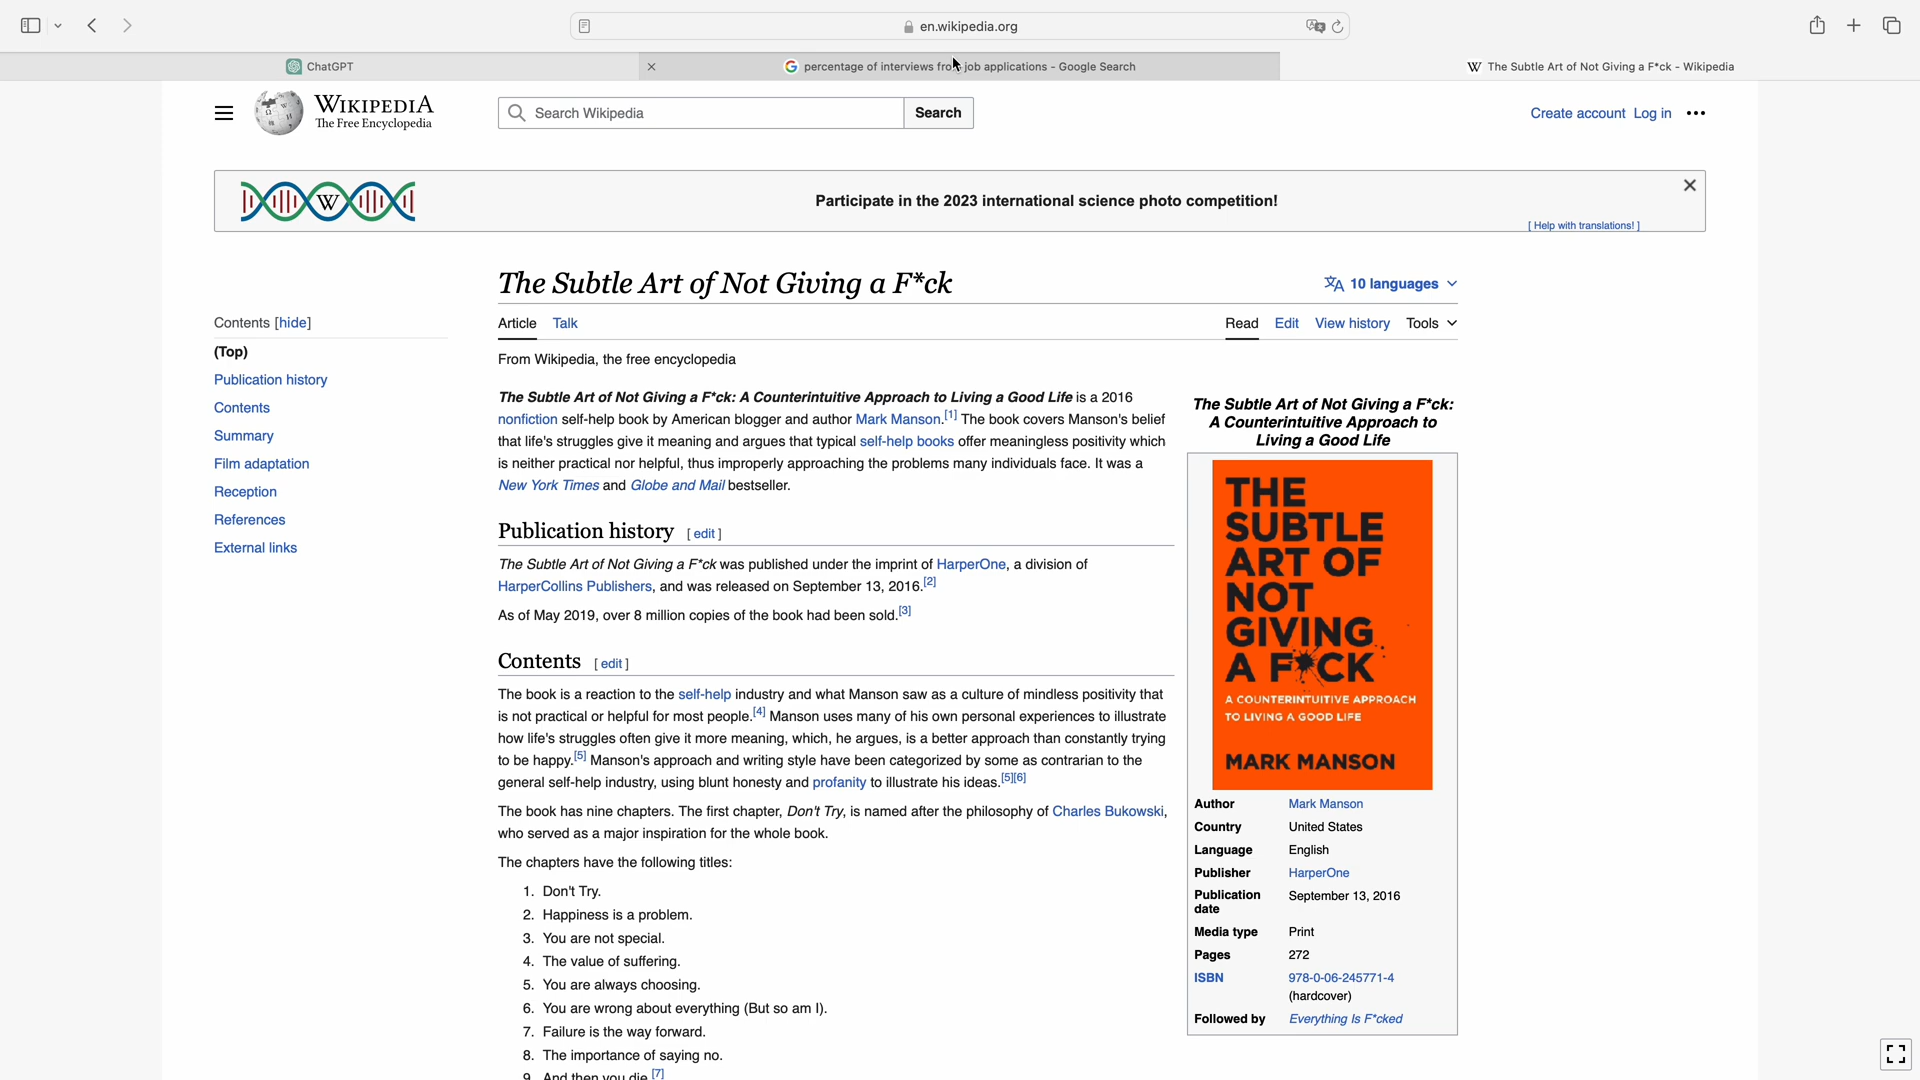 en.wikipedia.org
ChatGPT
percentage of interviews from job applications - Google Search
The Subtle Art of Not Giving a F*ck - Wikipedia
WIKIPEDIA
The Free Encyclopedia
Search Wikipedia
Search
Create account Log in
W
Participate in the 2023 international science photo competition!
[ Help with translations! ]
The Subtle Art of Not Giving a F*ck
10 languages
Contents [hide]
(Top)
Publication history
Contents
Summary
Film adaptation
Reception
References
External links
Article Talk
Read Edit View history Tools
From Wikipedia, the free encyclopedia
The Subtle Art of Not Giving a F*ck: A Counterintuitive Approach to Living a Good Life is a 2016
nonfiction self-help book by American blogger and author Mark Manson.[1] The book covers Manson's belief
that life's struggles give it meaning and argues that typical self-help books offer meaningless positivity which
is neither practical nor helpful, thus improperly approaching the problems many individuals face. It was a
New York Times and Globe and Mail bestseller.
Publication history [ edit ]
The Subtle Art of Not Giving a F*ck was published under the imprint of HarperOne, a division of
HarperCollins Publishers, and was released on September 13, 2016.[2]
As of May 2019, over 8 million copies of the book had been sold.[3]
Contents [ edit ]
The book is a reaction to the self-help industry and what Manson saw as a culture of mindless positivity that
is not practical or helpful for most people.[4] Manson uses many of his own personal experiences to illustrate
how life's struggles often give it more meaning, which, he argues, is a better approach than constantly trying
to be happy.[5] Manson's approach and writing style have been categorized by some as contrarian to the
general self-help industry, using blunt honesty and profanity to illustrate his ideas.[5][6]
The book has nine chapters. The first chapter, Don't Try, is named after the philosophy of Charles Bukowski,
who served as a major inspiration for the whole book.
The chapters have the following titles:
1. Don't Try.
2. Happiness is a problem.
3. You are not special.
4. The value of suffering.
5. You are always choosing.
6. You are wrong about everything (But so am I).
7. Failure is the way forward.
8. The importance of saying no.
9. And then you die.[7]
The Subtle Art of Not Giving a F*ck:
A Counterintuitive Approach to
Living a Good Life
THE
SUBTLE
ART OF
NOT
GIVING
A F*CK
A COUNTERINTUITIVE APPROACH
TO LIVING A GOOD LIFE
MARK MANSON
Author Mark Manson
Country United States
Language English
Publisher HarperOne
Publication September 13, 2016
date
Media type Print
Pages 272
ISBN 978-0-06-245771-4
(hardcover)
Followed by Everything Is F*cked